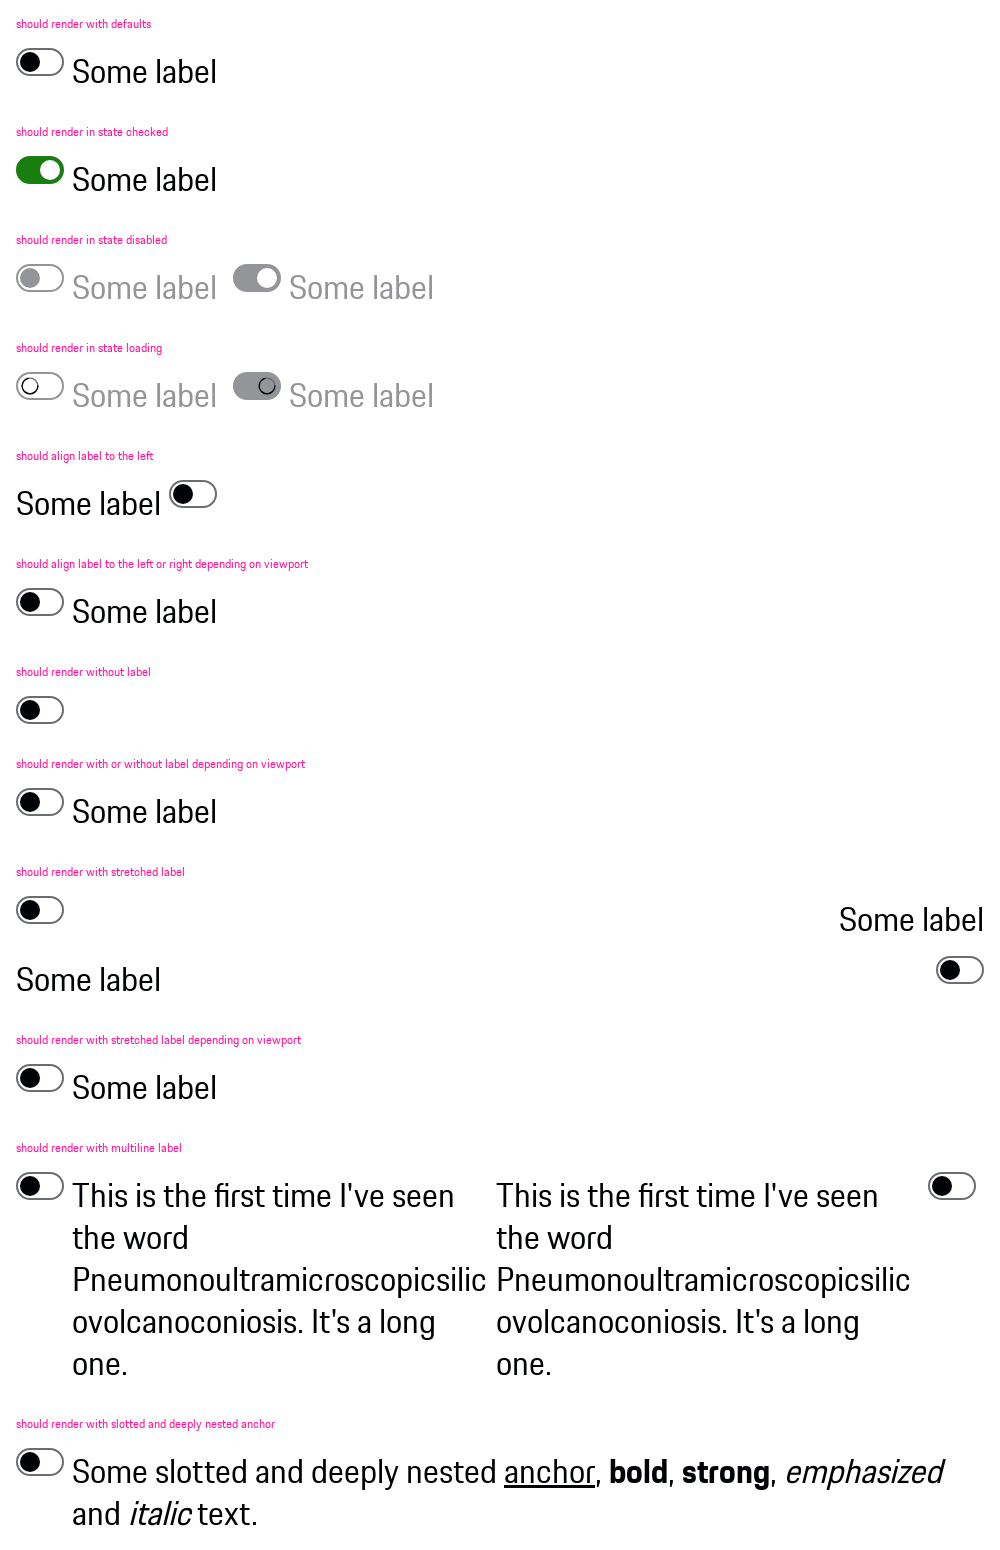 should render with defaults
Some label
should render in state checked
Some label
should render in state disabled
Some label Some label
should render in state loading
Some label Some label
should align label to the left
Some label
should align label to the left or right depending on viewport
Some label
should render without label
should render with or without label depending on viewport
Some label
should render with stretched label
Some label
Some label
should render with stretched label depending on viewport
Some label
should render with multiline label
This is the first time I've seen
the word
Pneumonoultramicroscopicsilic
ovolcanoconiosis. It's a long
one.
This is the first time I've seen
the word
Pneumonoultramicroscopicsilic
ovolcanoconiosis. It's a long
one.
should render with slotted and deeply nested anchor
Some slotted and deeply nested anchor, bold, strong, emphasized
and italic text.